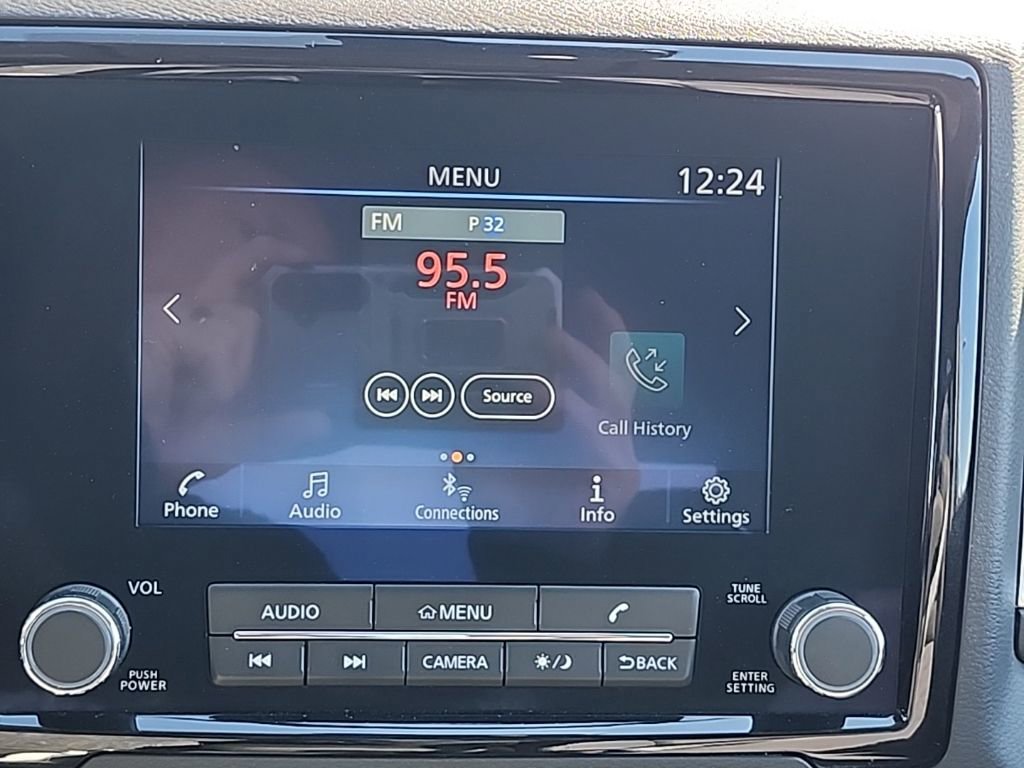 MENU 12:24
FM P 32
95.5
FM
Source
Call History
Phone Audio Connections Info Settings
VOL TUNE
SCROLL
AUDIO MENU
CAMERA BACK
PUSH
POWER
ENTER
SETTING